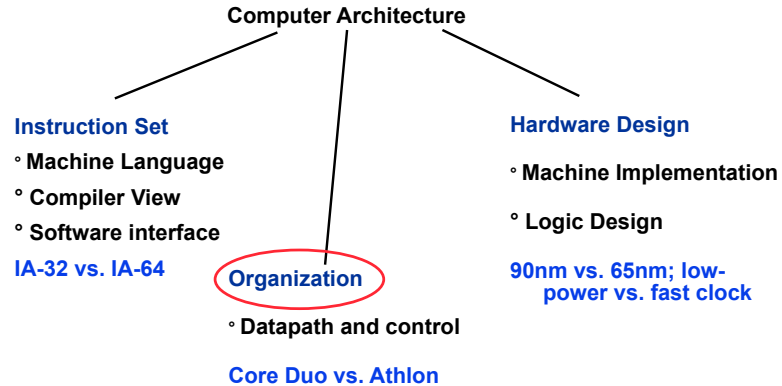 Computer Architecture
Instruction Set
° Machine Language
° Compiler View
° Software interface
IA-32 vs. IA-64
Organization
° Datapath and control
Core Duo vs. Athlon
Hardware Design
° Machine Implementation
° Logic Design
90nm vs. 65nm; low-
power vs. fast clock